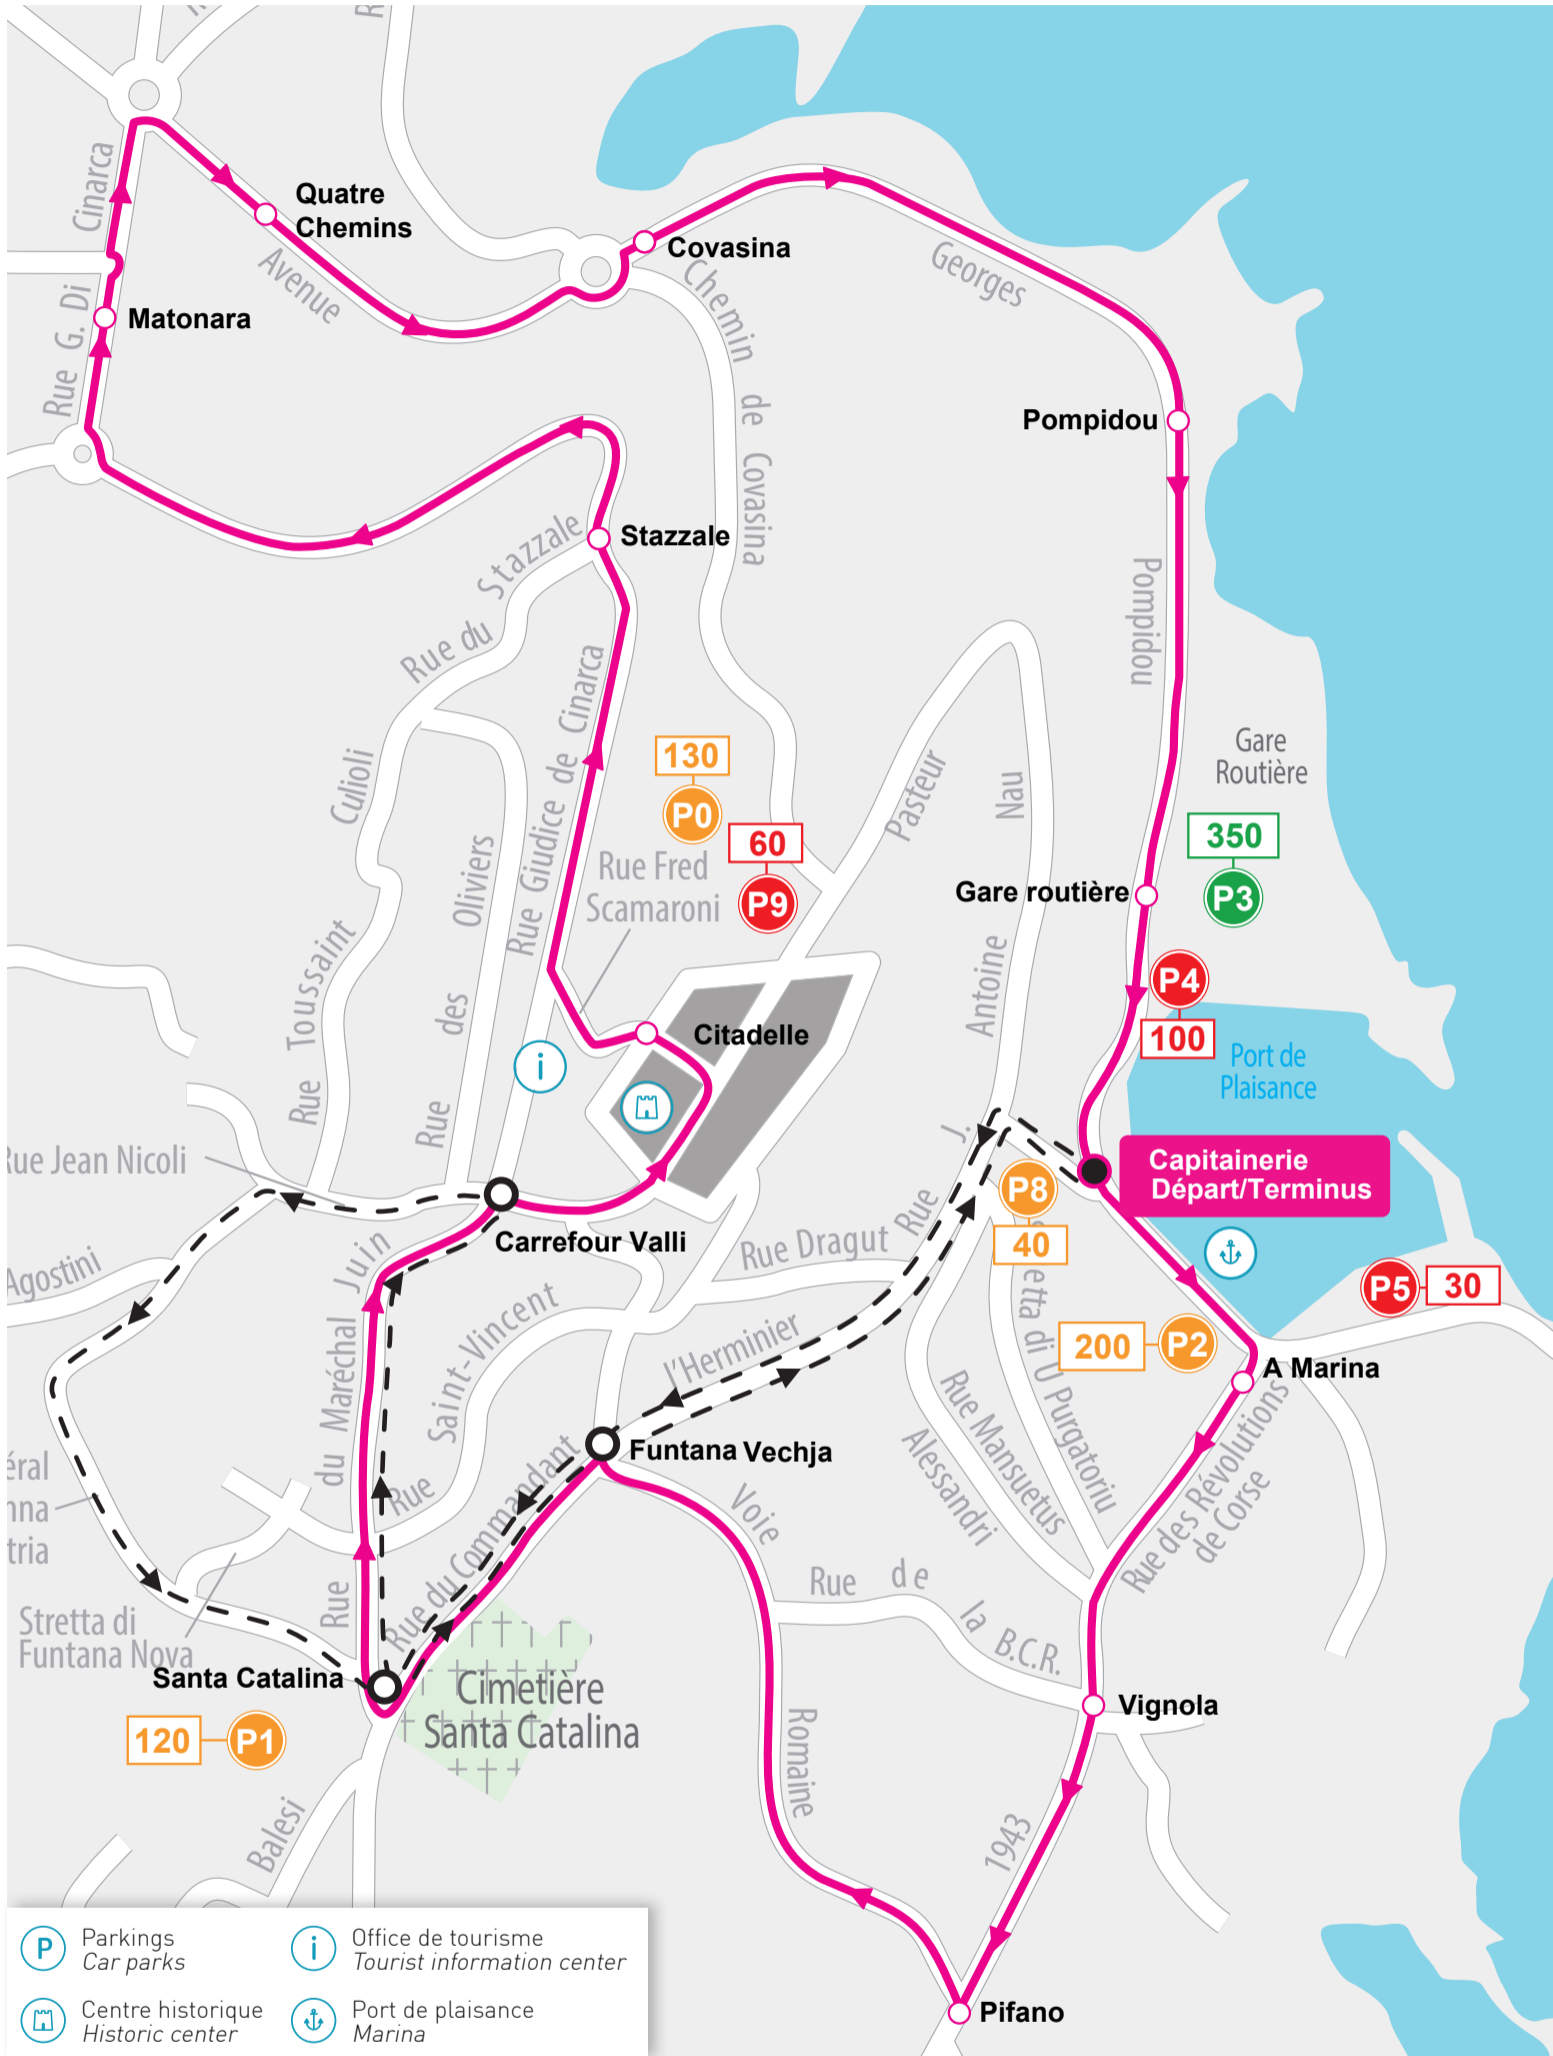 Quatre
Chemins
Cinarca
Rue G. Di
Matonara
Avenue
Covasina
Chemin de Covasina
Georges
Pompidou
Pompidou
Stazzale
Rue du Stazzale
Rue Giudice de Cinarca
130
P0
60
P9
Rue Fred
Scamaroni
Culioli
Rue Toussaint
Rue des Oliviers
Pasteur
Nau
Antoine
J.
Rue
Gare
Routière
350
P3
Gare routière
P4
100
Port de
Plaisance
Citadelle
i
Rue Jean Nicoli
Capitainerie
Départ/Terminus
P8
40
Carrefour Valli
Rue Dragut
Agostini
P5
30
200
P2
A Marina
Rue du Maréchal Juin
Rue Saint-Vincent
l'Herminier
Rue du Commandant
Funtana Vechja
etta di U Purgatoriu
Rue Mansuetus
Alessandri
Rue des Révolutions
de Corse
Voie
Romaine
Rue de
la B.C.R.
éral
nna
tria
Stretta di
Funtana Nova
Santa Catalina
Cimetière
Santa Catalina
120
P1
Vignola
Balesi
1943
Pifano
P
Parkings
Car parks
i
Office de tourisme
Tourist information center
Centre historique
Historic center
Port de plaisance
Marina